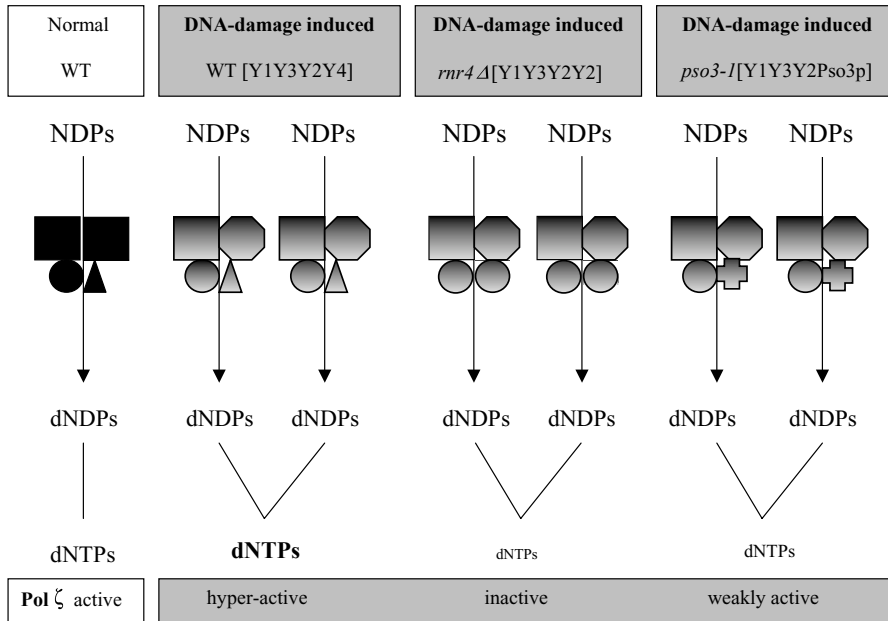 Normal
WT
DNA-damage induced
WT [Y1Y3Y2Y4]
DNA-damage induced
rnr4Δ[Y1Y3Y2Y2]
DNA-damage induced
pso3-1[Y1Y3Y2Pso3p]
NDPs NDPs NDPs NDPs NDPs NDPs NDPs
dNDPs dNDPs dNDPs dNDPs dNDPs dNDPs dNDPs
dNTPs dNTPs dNTPs dNTPs
Pol ζ active hyper-active inactive weakly active